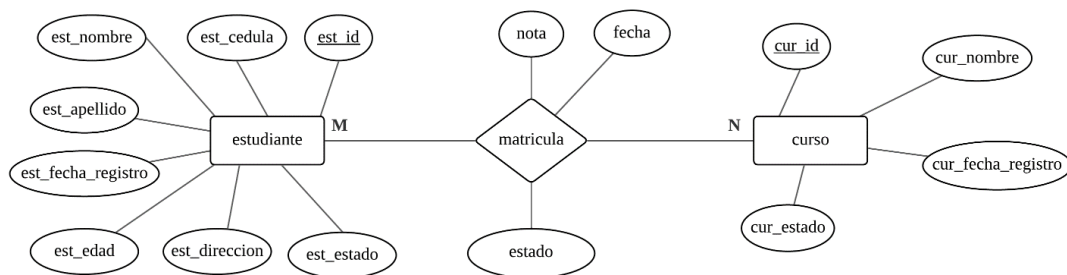 est_nombre
est_cedula
est_id
nota
fecha
cur_id
cur_nombre
est_apellido
estudiante
M
matricula
N
curso
est_fecha_registro
cur_fecha_registro
est_edad
est_direccion
est_estado
estado
cur_estado